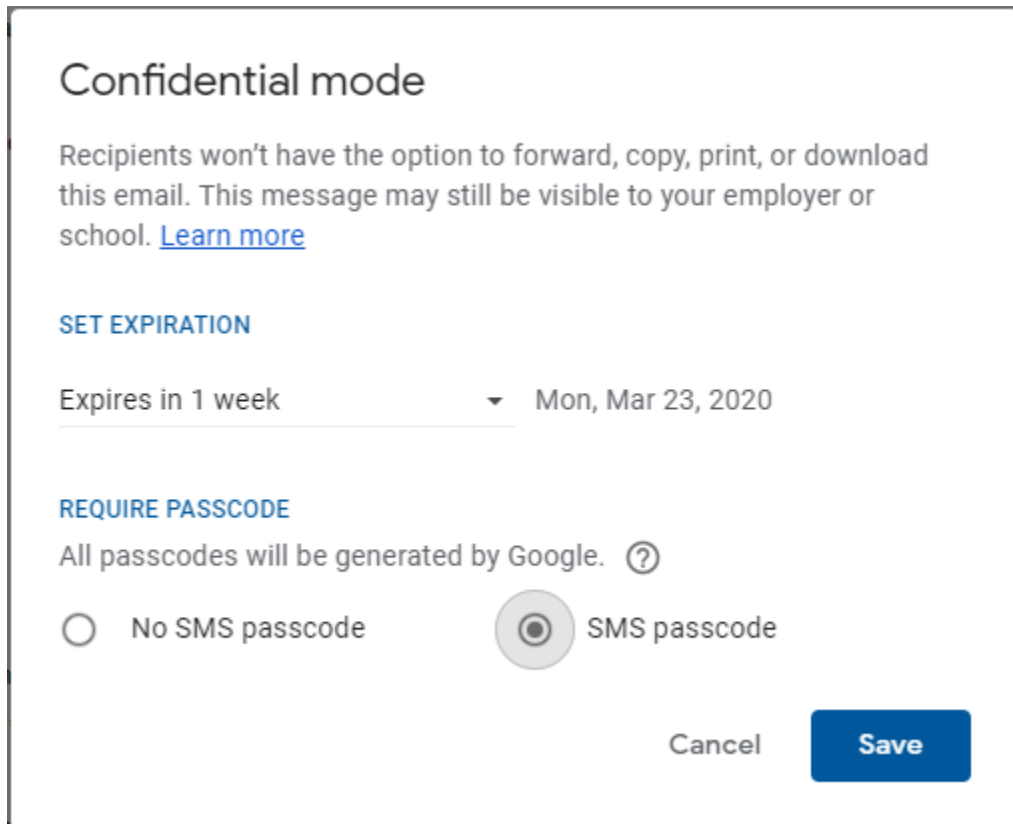 Confidential mode
Recipients won’t have the option to forward, copy, print, or download
this email. This message may still be visible to your employer or
school. Learn more
SET EXPIRATION
Expires in 1 week Mon, Mar 23, 2020
REQUIRE PASSCODE
All passcodes will be generated by Google. ?
No SMS passcode SMS passcode
Cancel Save